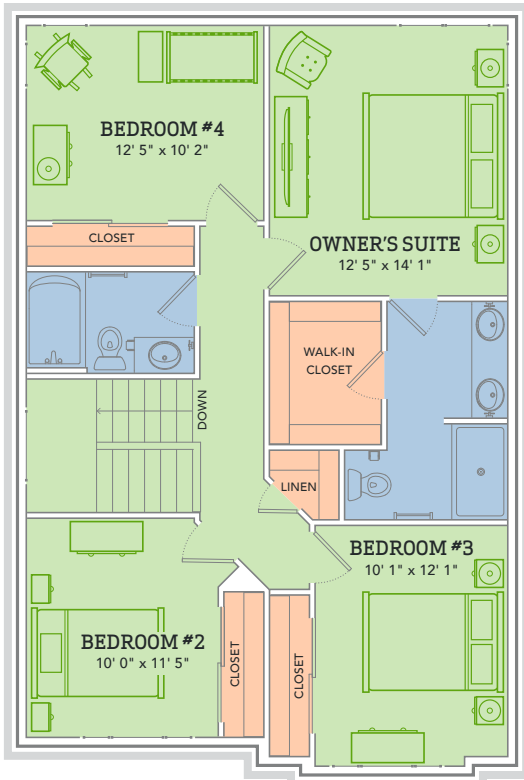 BEDROOM #4
12' 5" x 10' 2"
CLOSET
OWNER'S SUITE
12' 5" x 14' 1"
WALK-IN
CLOSET
DOWN
LINEN
BEDROOM #3
10' 1" x 12' 1"
BEDROOM #2
10' 0" x 11' 5"
CLOSET
CLOSET